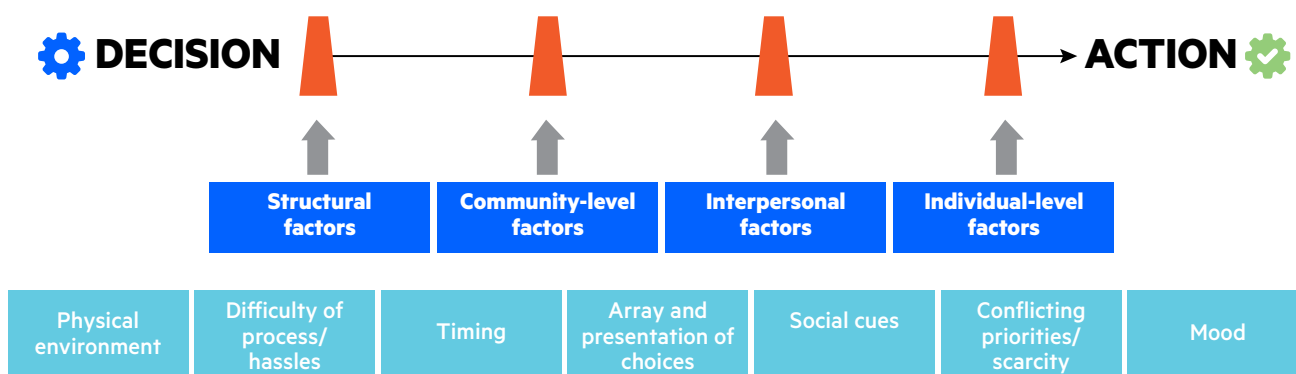 DECISION
ACTION
Structural
factors
Community-level
factors
Interpersonal
factors
Individual-level
factors
Physical
environment
Difficulty of
process/
hassles
Timing
Array and
presentation of
choices
Social cues
Conflicting
priorities/
scarcity
Mood